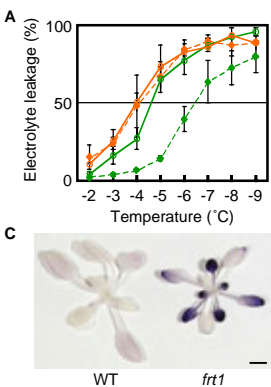 A
Electrolyte leakage (%)
100
50
0
-2 -3 -4 -5 -6 -7 -8 -9
Temperature (˚C)
C
WT frt1